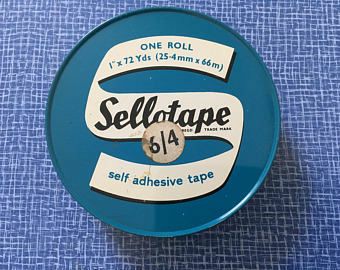 ONE ROLL
1" x 72 Yds (25·4mm x 66m)
Sellotape
REGD. TRADE MARK
6/4
self adhesive tape